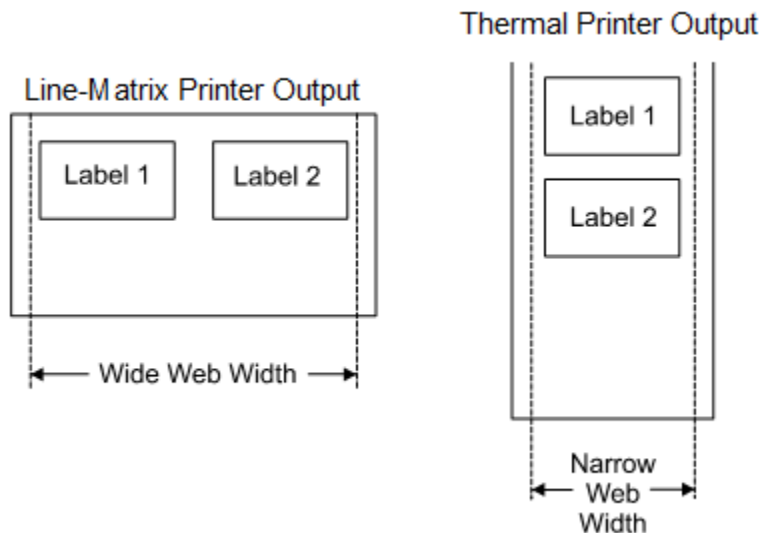 Line-Matrix Printer Output
Label 1
Label 2
Wide Web Width
Thermal Printer Output
Label 1
Label 2
Narrow
Web
Width